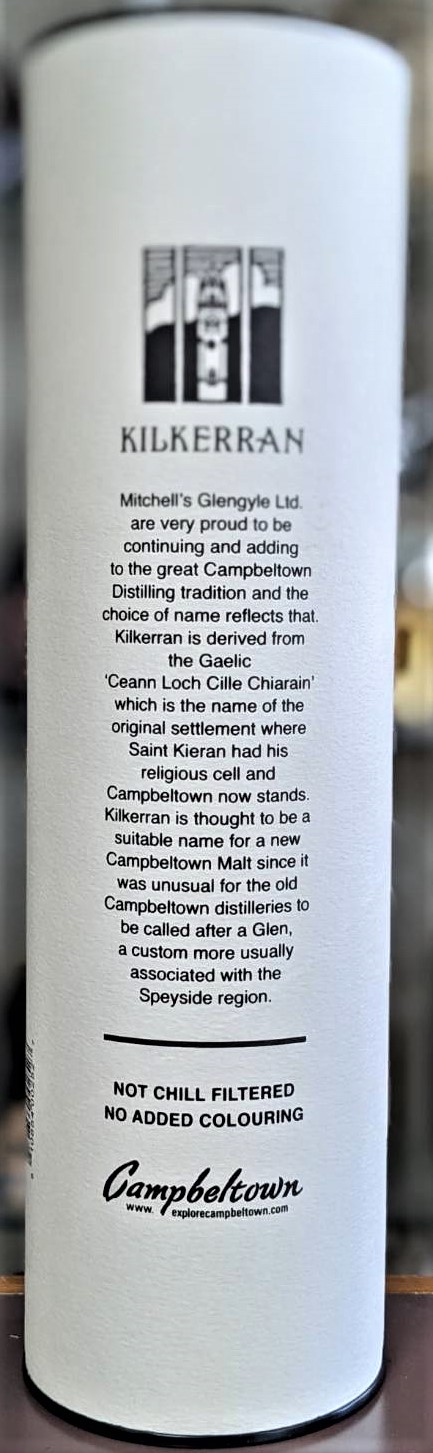 KILKERRAN
Mitchell's Glengyle Ltd.
are very proud to be
continuing and adding
to the great Campbeltown
Distilling tradition and the
choice of name reflects that.
Kilkerran is derived from
the Gaelic
'Ceann Loch Cille Chiarain'
which is the name of the
original settlement where
Saint Kieran had his
religious cell and
Campbeltown now stands.
Kilkerran is thought to be a
suitable name for a new
Campbeltown Malt since it
was unusual for the old
Campbeltown distilleries to
be called after a Glen,
a custom more usually
associated with the
Speyside region.
NOT CHILL FILTERED
NO ADDED COLOURING
Campbeltown
www. explorecampbeltown.com